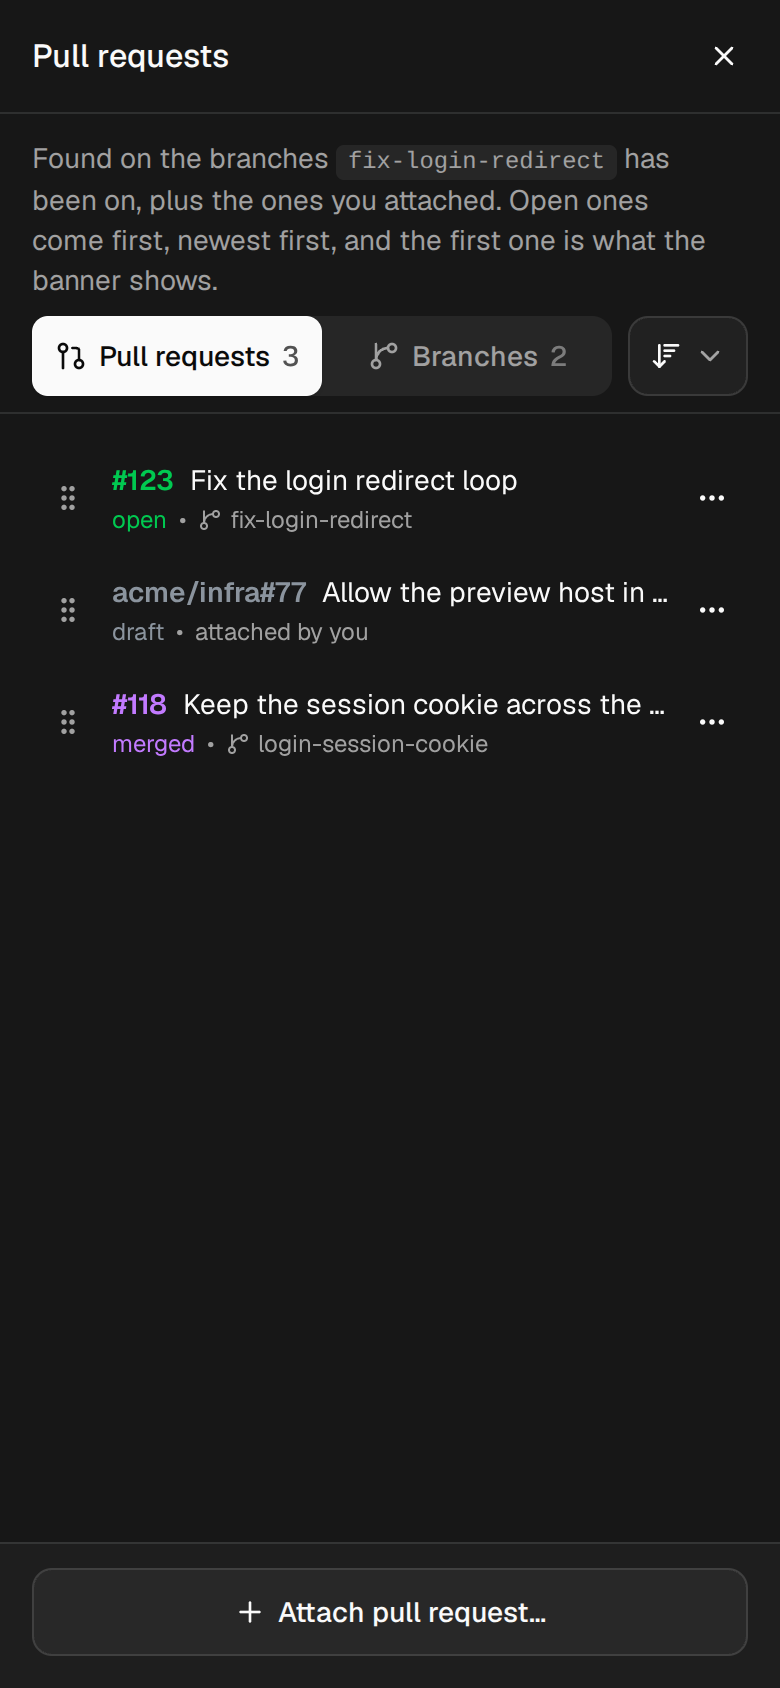 Pull requests
Found on the branches fix-login-redirect has
been on, plus the ones you attached. Open ones
come first, newest first, and the first one is what the
banner shows.
Pull requests 3
Branches 2
#123 Fix the login redirect loop
open • fix-login-redirect
acme/infra#77 Allow the preview host in …
draft • attached by you
#118 Keep the session cookie across the …
merged • login-session-cookie
Attach pull request…